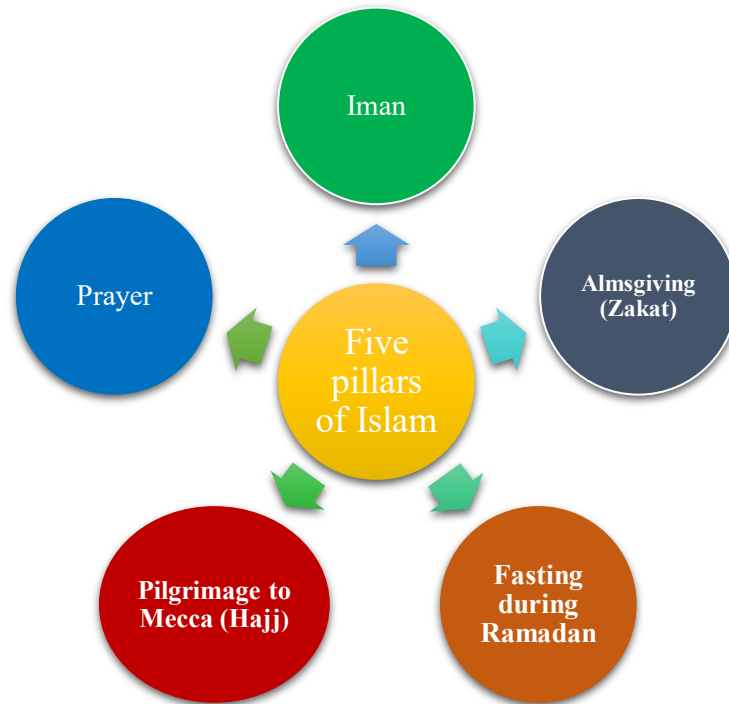 Iman
Prayer
Almsgiving
(Zakat)
Five
pillars
of Islam
Pilgrimage to
Mecca (Hajj)
Fasting
during
Ramadan